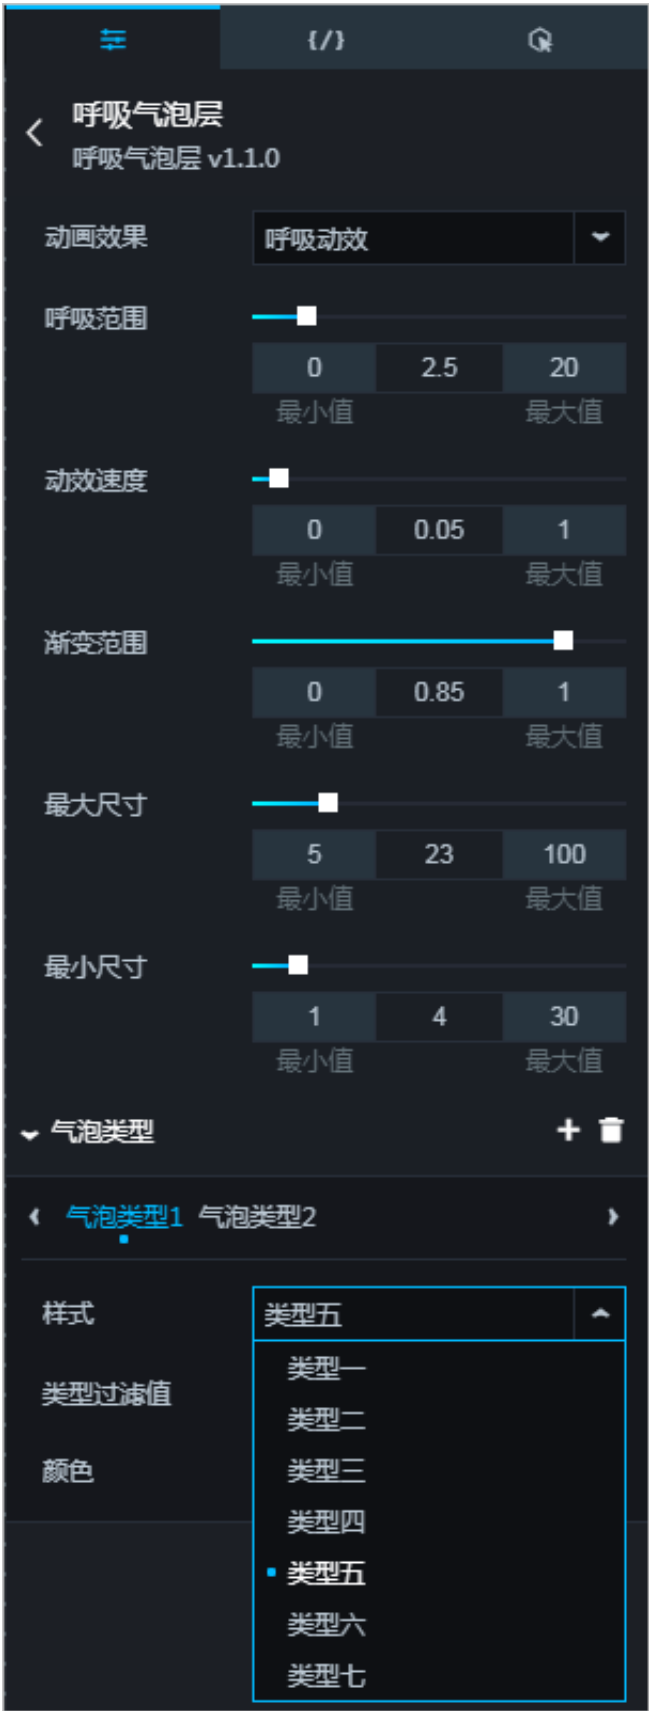 {/}
呼吸气泡层
呼吸气泡层 v1.1.0
动画效果 呼吸动效
呼吸范围
0 2.5 20
最小值 最大值
动效速度
0 0.05 1
最小值 最大值
渐变范围
0 0.85 1
最小值 最大值
最大尺寸
5 23 100
最小值 最大值
最小尺寸
1 4 30
最小值 最大值
气泡类型
气泡类型1 气泡类型2
样式 类型五
类型一
类型过滤值
类型二
颜色 类型三
类型四
类型五
类型六
类型七